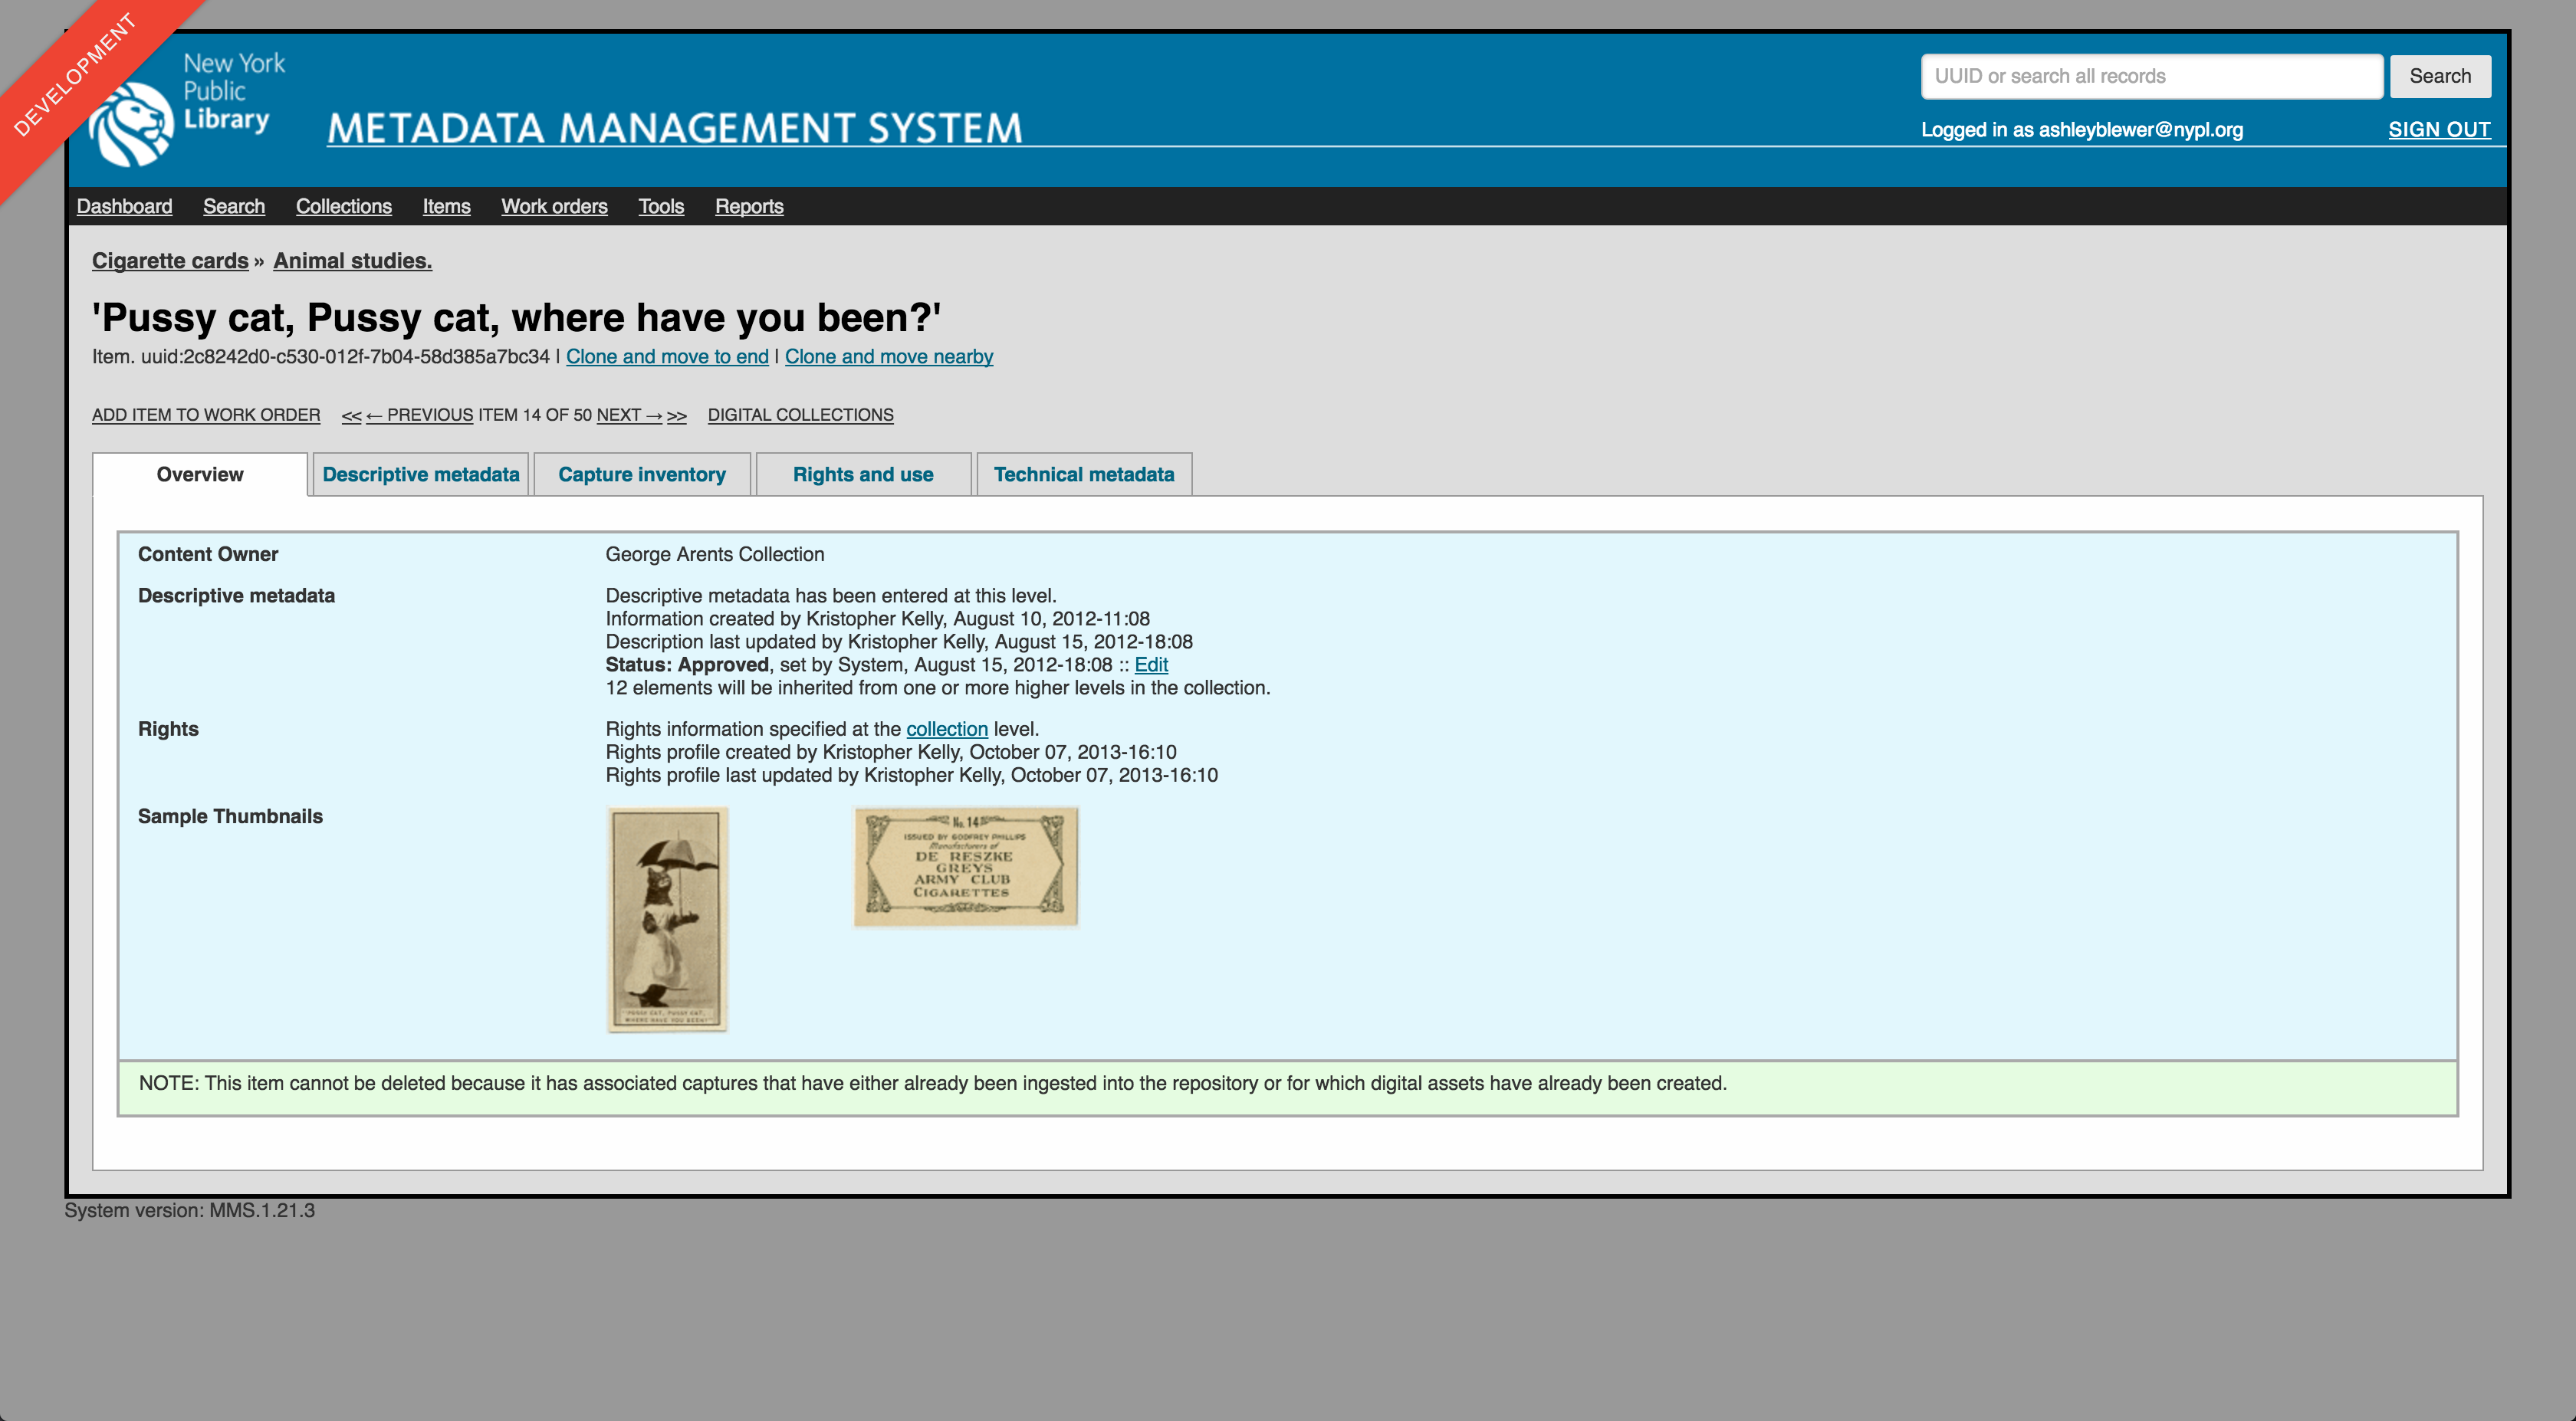 DEVELOPMENT
New York
Public
Library
METADATA MANAGEMENT SYSTEM
UUID or search all records
Search
Logged in as ashleyblewer@nypl.org
SIGN OUT
Dashboard Search Collections Items Work orders Tools Reports
Cigarette cards » Animal studies.
'Pussy cat, Pussy cat, where have you been?'
Item. uuid:2c8242d0-c530-012f-7b04-58d385a7bc34 | Clone and move to end | Clone and move nearby
ADD ITEM TO WORK ORDER << ← PREVIOUS ITEM 14 OF 50 NEXT → >> DIGITAL COLLECTIONS
Overview Descriptive metadata Capture inventory Rights and use Technical metadata
Content Owner George Arents Collection
Descriptive metadata Descriptive metadata has been entered at this level.
Information created by Kristopher Kelly, August 10, 2012-11:08
Description last updated by Kristopher Kelly, August 15, 2012-18:08
Status: Approved, set by System, August 15, 2012-18:08 :: Edit
12 elements will be inherited from one or more higher levels in the collection.
Rights Rights information specified at the collection level.
Rights profile created by Kristopher Kelly, October 07, 2013-16:10
Rights profile last updated by Kristopher Kelly, October 07, 2013-16:10
Sample Thumbnails
"PUSSY CAT, PUSSY CAT,
WHERE HAVE YOU BEEN?"
No. 14
ISSUED BY GODFREY PHILLIPS
Manufacturers of
DE RESZKE
GREYS
ARMY CLUB
CIGARETTES
NOTE: This item cannot be deleted because it has associated captures that have either already been ingested into the repository or for which digital assets have already been created.
System version: MMS.1.21.3